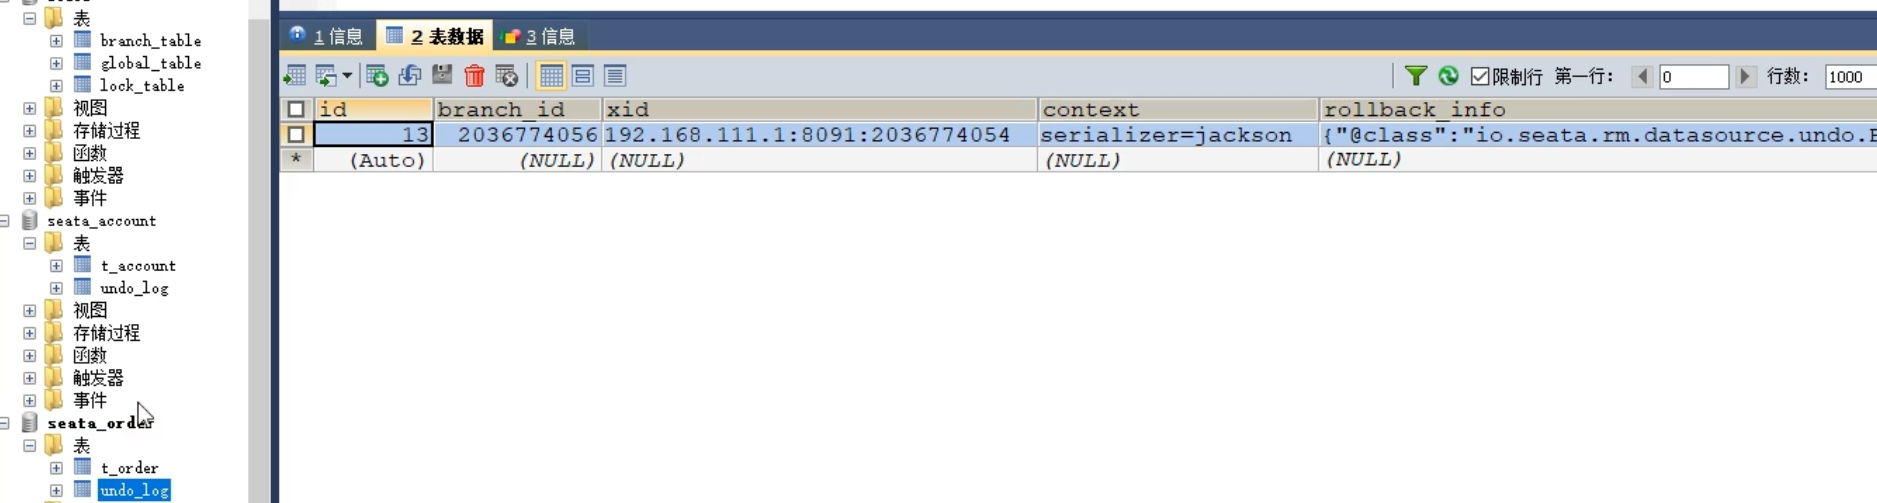 表
branch_table
global_table
lock_table
视图
存储过程
函数
触发器
事件
seata_account
表
t_account
undo_log
视图
存储过程
函数
触发器
事件
seata_order
表
t_order
undo_log
1 信息 2 表数据 3 信息
限制行 第一行: 0 行数: 1000
id branch_id xid context rollback_info
13 2036774056 192.168.111.1:8091:2036774054 serializer=jackson {"@class":"io.seata.rm.datasource.undo.
* (Auto) (NULL) (NULL) (NULL) (NULL)